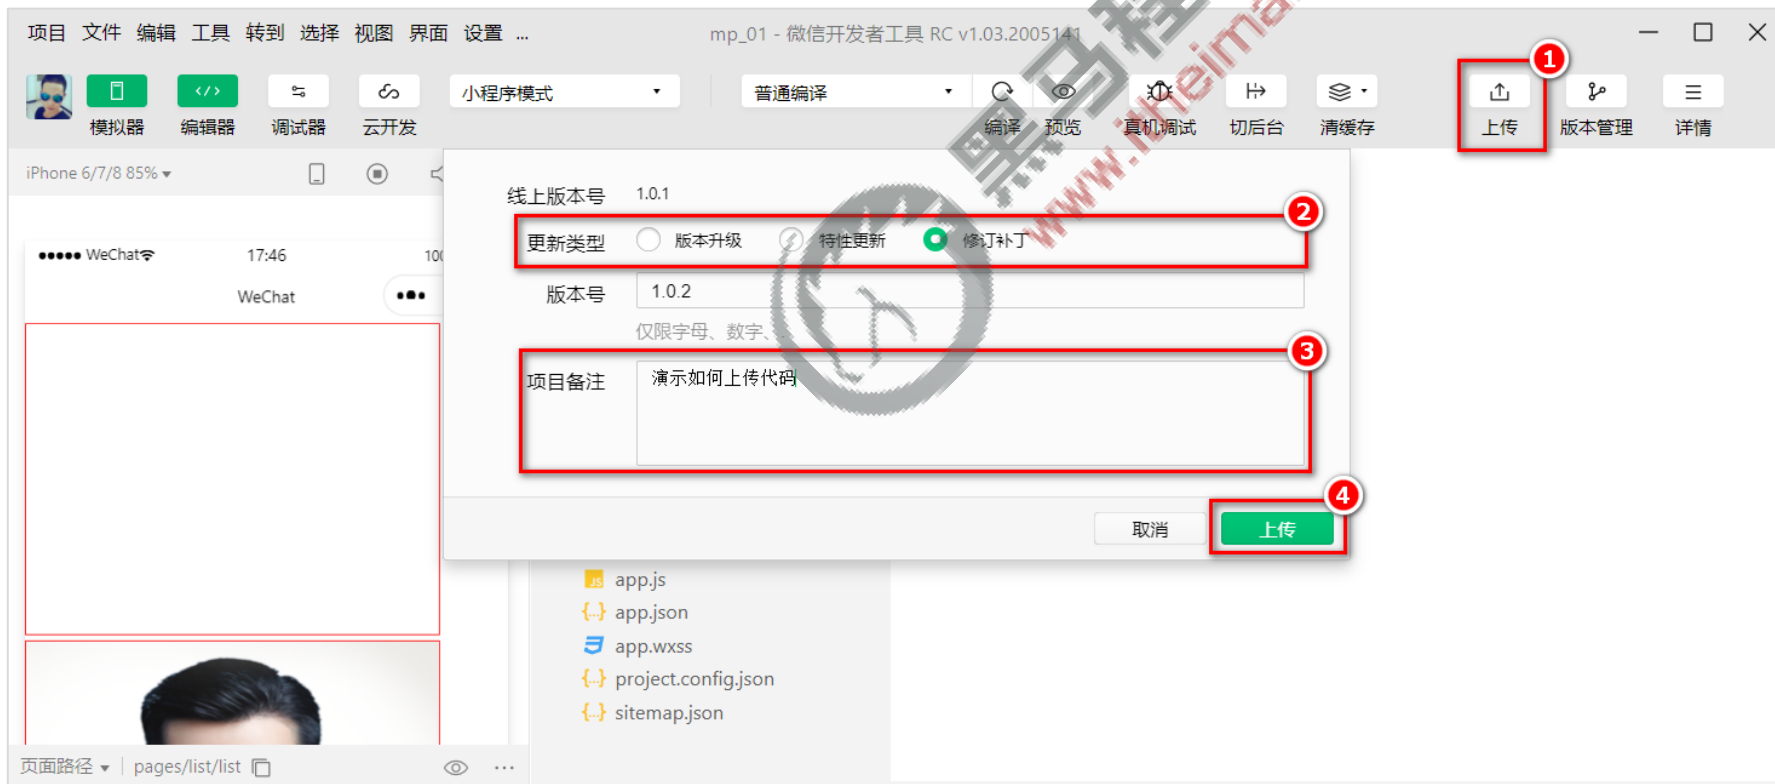 项目 文件 编辑 工具 转到 选择 视图 界面 设置 ...
mp_01 - 微信开发者工具 RC v1.03.2005141
模拟器 编辑器 调试器 云开发
小程序模式
普通编译
编译 预览 真机调试 切后台 清缓存
上传 版本管理 详情
1
iPhone 6/7/8 85%
WeChat
17:46
100
WeChat
线上版本号 1.0.1
更新类型 版本升级 特性更新 修订补丁
2
版本号 1.0.2
仅限字母、数字、
项目备注 演示如何上传代码
3
取消 上传
4
JS app.js
{..} app.json
app.wxss
{..} project.config.json
{..} sitemap.json
页面路径 pages/list/list
黑马程
www.itheima